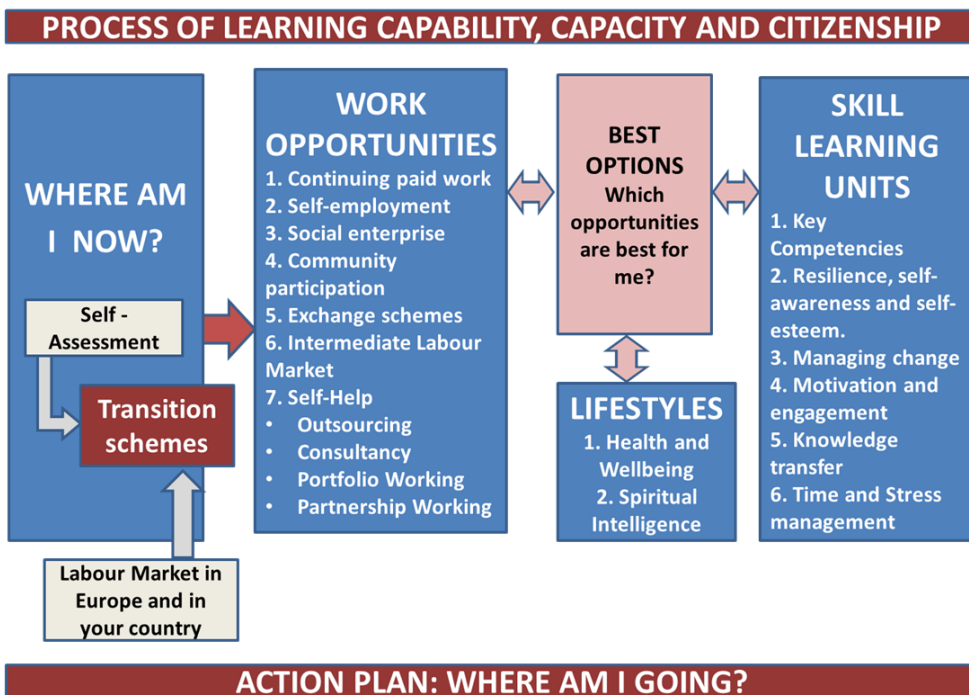 PROCESS OF LEARNING CAPABILITY, CAPACITY AND CITIZENSHIP
WHERE AM
I NOW?
Self -
Assessment
Transition
schemes
Labour Market in
Europe and in
your country
WORK
OPPORTUNITIES
1. Continuing paid work
2. Self-employment
3. Social enterprise
4. Community
participation
5. Exchange schemes
6. Intermediate Labour
Market
7. Self-Help
• Outsourcing
• Consultancy
• Portfolio Working
• Partnership Working
BEST
OPTIONS
Which
opportunities
are best for
me?
LIFESTYLES
1. Health and
Wellbeing
2. Spiritual
Intelligence
SKILL
LEARNING
UNITS
1. Key
Competencies
2. Resilience, self-
awareness and self-
esteem.
3. Managing change
4. Motivation and
engagement
5. Knowledge
transfer
6. Time and Stress
management
ACTION PLAN: WHERE AM I GOING?